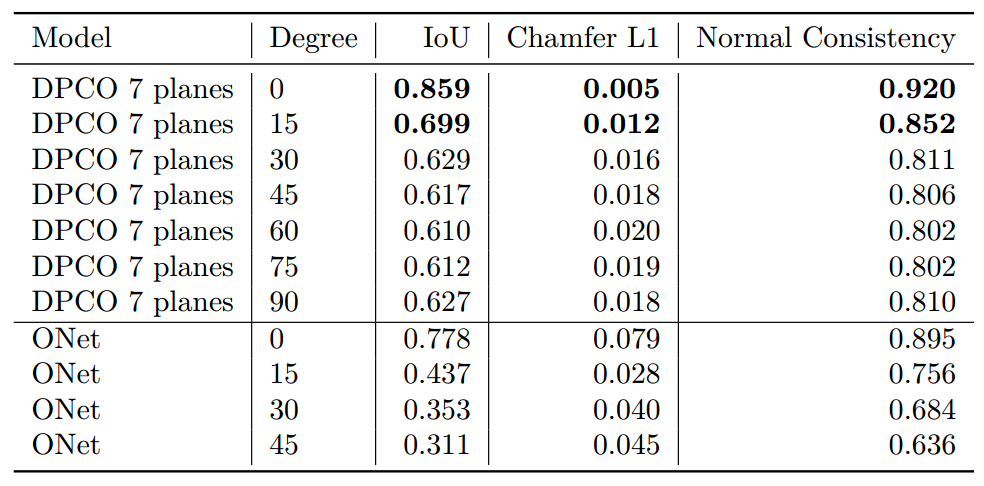 Model Degree IoU Chamfer L1 Normal Consistency
DPCO 7 planes 0 0.859 0.005 0.920
DPCO 7 planes 15 0.699 0.012 0.852
DPCO 7 planes 30 0.629 0.016 0.811
DPCO 7 planes 45 0.617 0.018 0.806
DPCO 7 planes 60 0.610 0.020 0.802
DPCO 7 planes 75 0.612 0.019 0.802
DPCO 7 planes 90 0.627 0.018 0.810
ONet 0 0.778 0.079 0.895
ONet 15 0.437 0.028 0.756
ONet 30 0.353 0.040 0.684
ONet 45 0.311 0.045 0.636